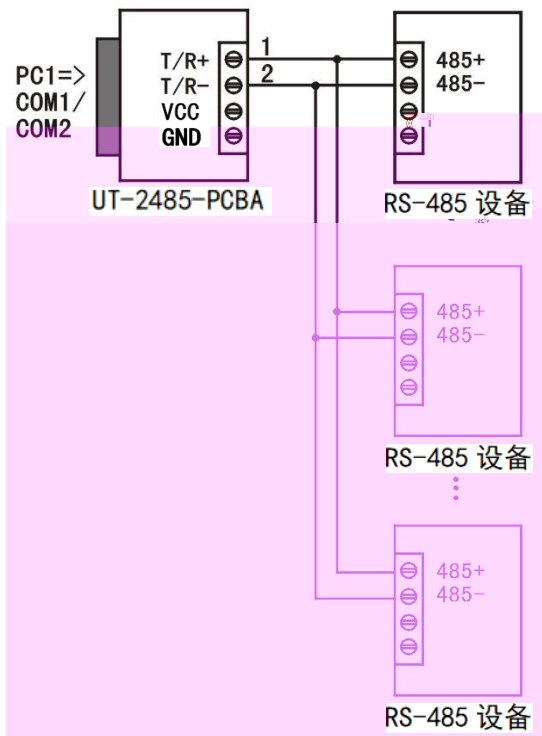 PC1=>
COM1/
COM2
T/R+
T/R-
VCC
GND
1
2
UT-2485-PCBA
485+
485-
RS-485 设备
485+
485-
RS-485 设备
485+
485-
RS-485 设备